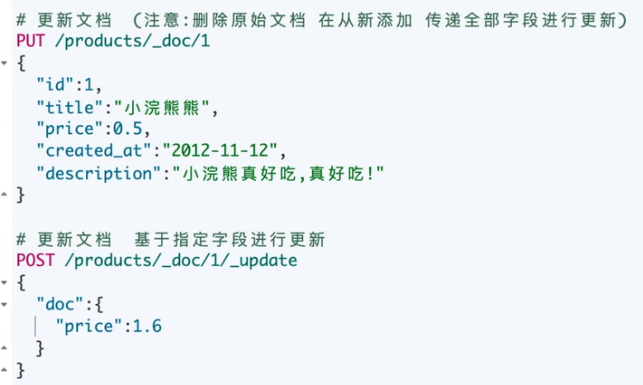 # 更新文档 (注意:删除原始文档 在从新添加 传递全部字段进行更新)
PUT /products/_doc/1
{
"id":1,
"title":"小浣熊熊",
"price":0.5,
"created_at":"2012-11-12",
"description":"小浣熊真好吃,真好吃!"
}
# 更新文档 基于指定字段进行更新
POST /products/_doc/1/_update
{
"doc":{
"price":1.6
}
}